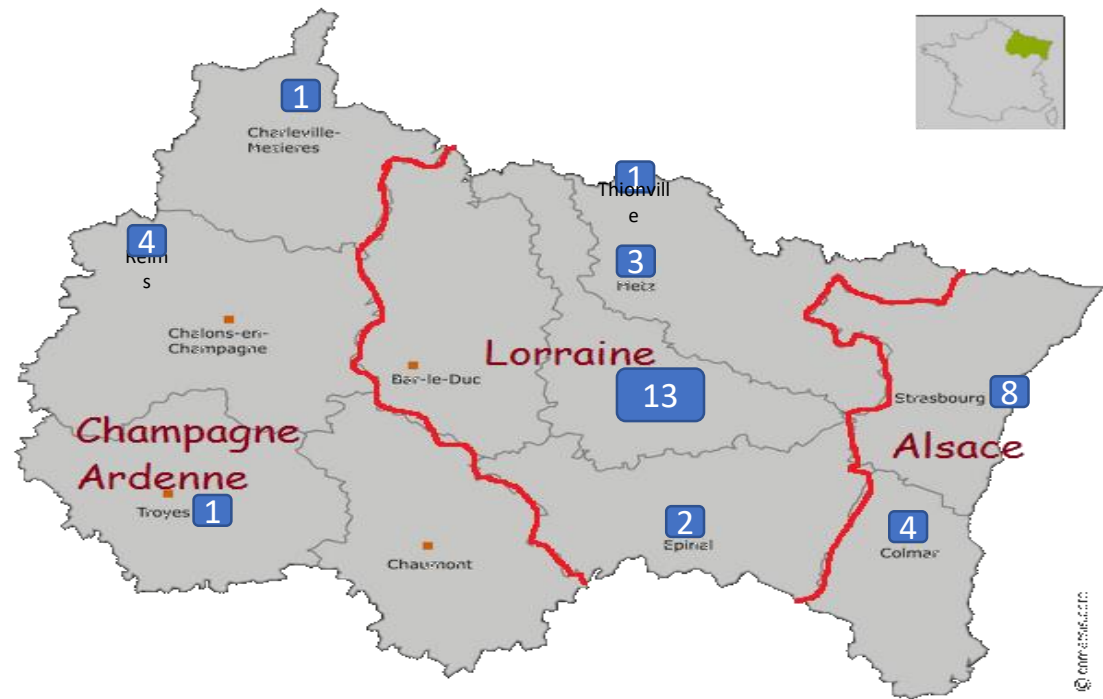 1
Charleville-
Mezieres
1
Thionvill
e
4
Reims
s
3
Metz
Chalons-en-
Champagne
Lorraine
Bar-le-Duc
13
Strasbourg 8
Champagne
Ardenne
Alsace
Troyes 1
2
Epinal
4
Colmar
Chaumont